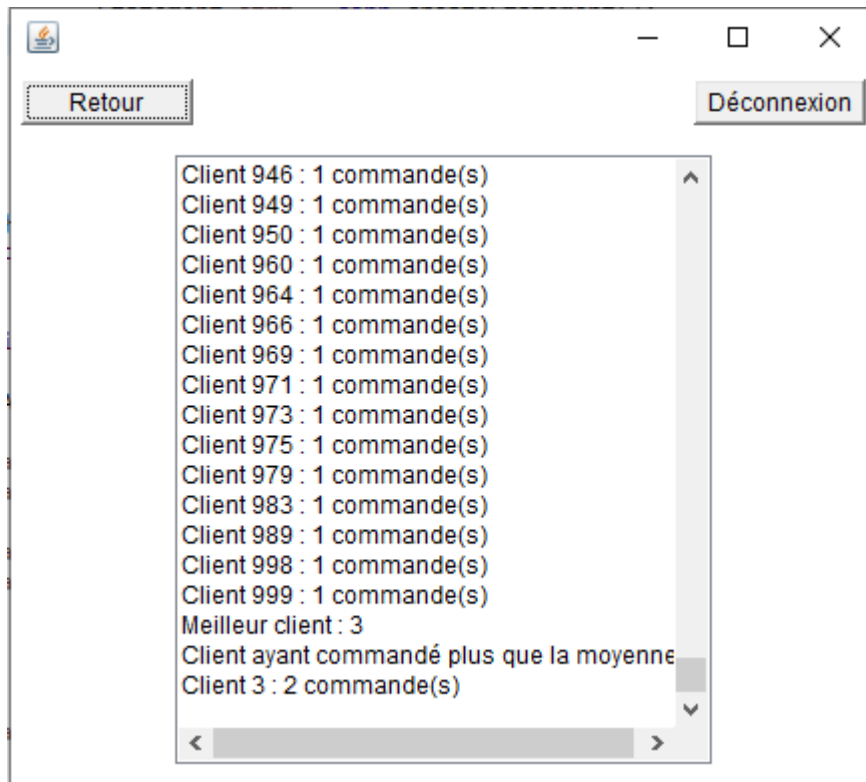 Retour
Déconnexion
Client 946 : 1 commande(s)
Client 949 : 1 commande(s)
Client 950 : 1 commande(s)
Client 960 : 1 commande(s)
Client 964 : 1 commande(s)
Client 966 : 1 commande(s)
Client 969 : 1 commande(s)
Client 971 : 1 commande(s)
Client 973 : 1 commande(s)
Client 975 : 1 commande(s)
Client 979 : 1 commande(s)
Client 983 : 1 commande(s)
Client 989 : 1 commande(s)
Client 998 : 1 commande(s)
Client 999 : 1 commande(s)
Meilleur client : 3
Client ayant commandé plus que la moyenne
Client 3 : 2 commande(s)